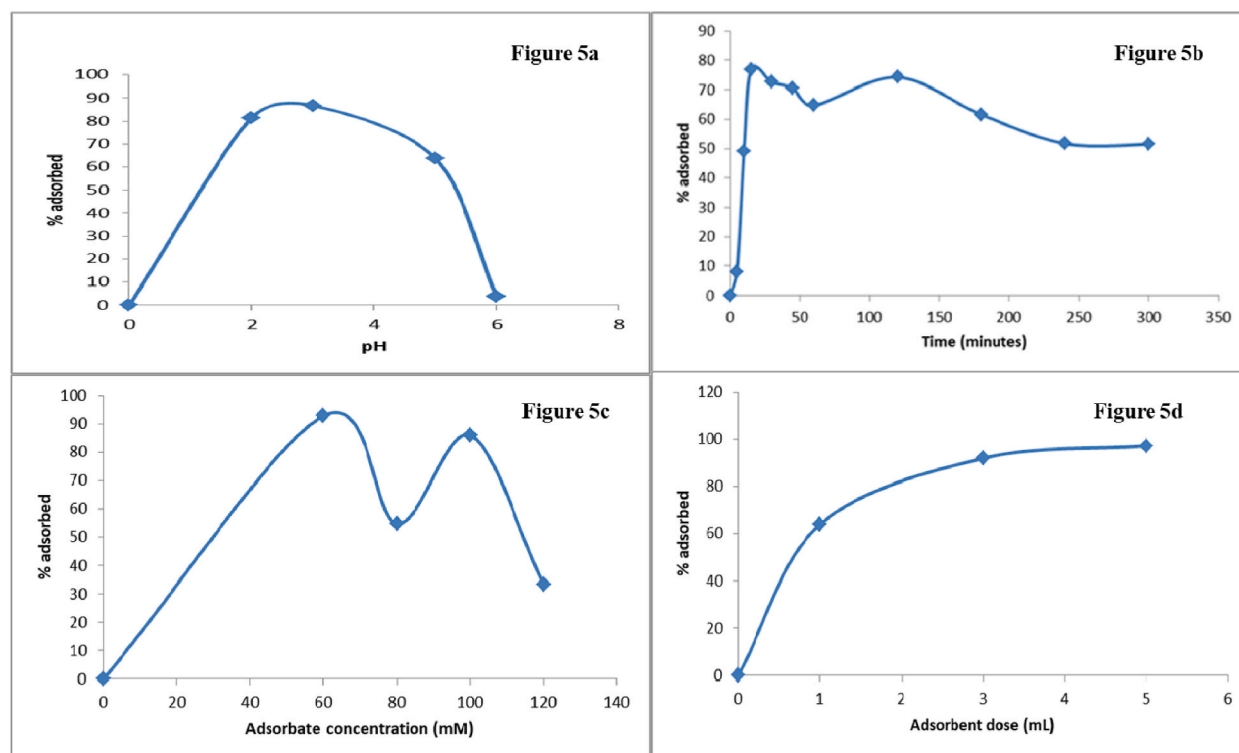 Figure 5a
100
90
80
70
60
50
40
30
20
10
0
% adsorbed
0 2 4 6 8
pH
Figure 5b
90
80
70
60
50
40
30
20
10
0
% adsorbed
0 50 100 150 200 250 300 350
Time (minutes)
Figure 5c
100
90
80
70
60
50
40
30
20
10
0
% adsorbed
0 20 40 60 80 100 120 140
Adsorbate concentration (mM)
Figure 5d
120
100
80
60
40
20
0
% adsorbed
0 1 2 3 4 5 6
Adsorbent dose (mL)